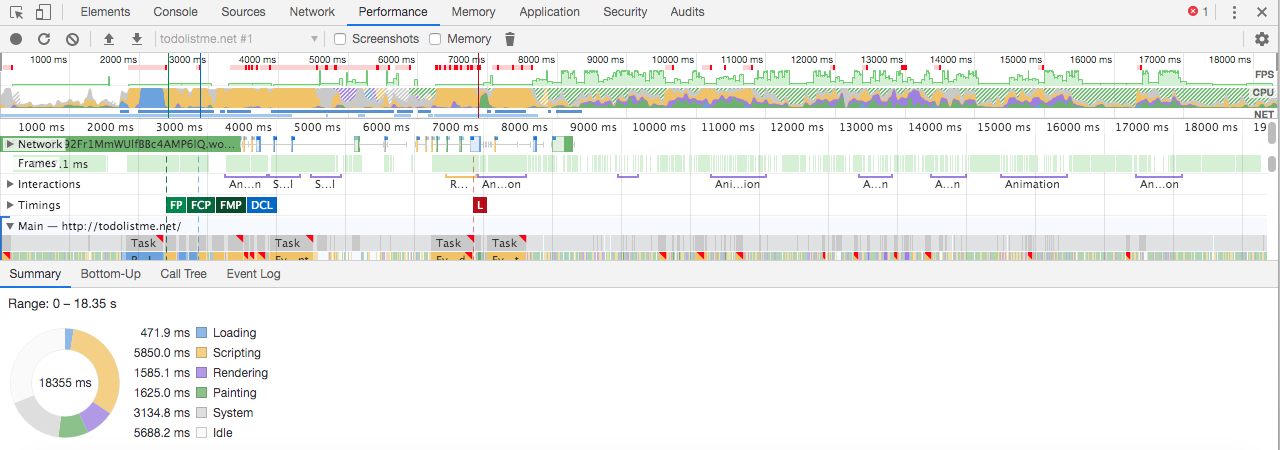 Elements Console Sources Network Performance Memory Application Security Audits 1
todolistme.net #1 Screenshots Memory
1000 ms 2000 ms 3000 ms 4000 ms 5000 ms 6000 ms 7000 ms 8000 ms 9000 ms 10000 ms 11000 ms 12000 ms 13000 ms 14000 ms 15000 ms 16000 ms 17000 ms 18000 ms
FPS
CPU
NET
1000 ms 2000 ms 3000 ms 4000 ms 5000 ms 6000 ms 7000 ms 8000 ms 9000 ms 10000 ms 11000 ms 12000 ms 13000 ms 14000 ms 15000 ms 16000 ms 17000 ms 18000 ms 19
Network 92Fr1MmWUlfBBc4AMP6lQ.wo...
Frames .1 ms
Interactions An...n S...l S...l R... An...on Ani...ion A...n A...n Animation An...on
Timings FP FCP FMP DCL L
Main — http://todolistme.net/
Task Task Task Task
Summary Bottom-Up Call Tree Event Log
Range: 0 – 18.35 s
18355 ms
471.9 ms Loading
5850.0 ms Scripting
1585.1 ms Rendering
1625.0 ms Painting
3134.8 ms System
5688.2 ms Idle